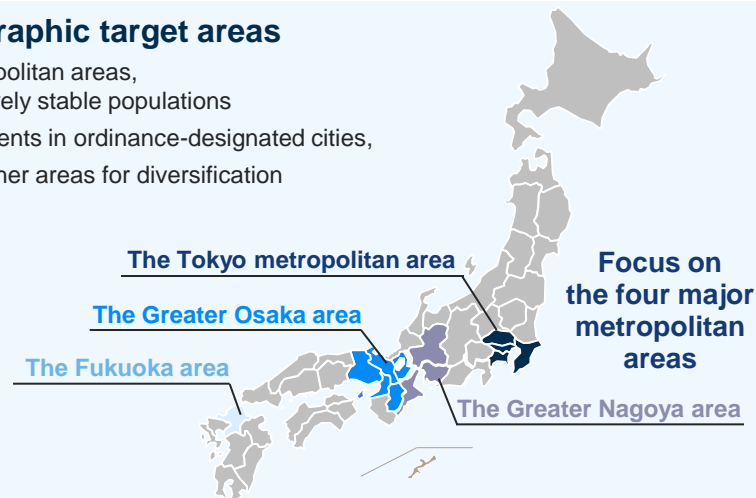 raphic target areas
politan areas,
ely stable populations
ents in ordinance-designated cities,
her areas for diversification
The Tokyo metropolitan area
Focus on
the four major
metropolitan
areas
The Greater Osaka area
The Fukuoka area
The Greater Nagoya area